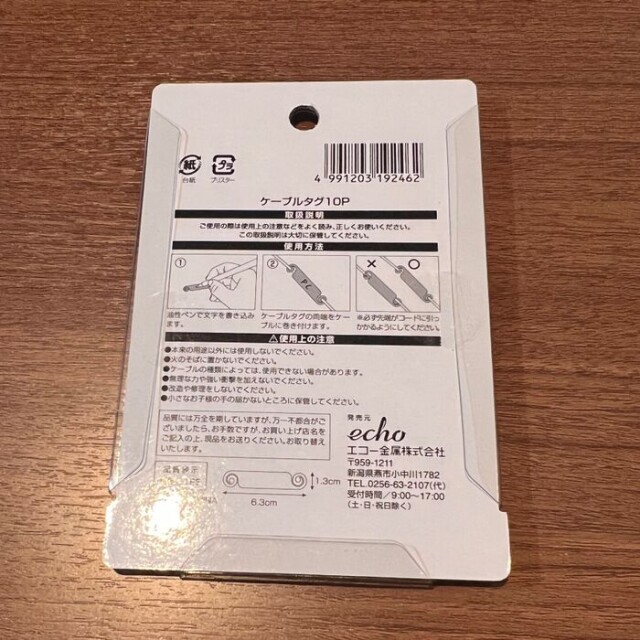 紙
台紙
プラ
ブリスター
4 991203 192462
ケーブルタグ10P
取扱説明
ご使用の際は使用上の注意などをよく読み、正しくお使いください。
この取扱説明は大切に保管してください。
使用方法
①
油性ペンで文字を書き込みます。
②
PC
ケーブルタグの両端をケーブルに巻き付けます。
× ○
※必ず先端がコードに引っかかるようにしてください。
⚠使用上の注意
●本来の用途以外には使用しないでください。
●火のそばに置かないでください。
●ケーブルの種類によっては、使用できない場合があります。
●無理な力や強い衝撃を加えないでください。
●改造や修理をしないでください。
●小さなお子様の手の届かないところに保管してください。
品質には万全を期していますが、万一不都合がご
ざいましたら、お手数ですが、お買い上げ店名を
ご記入の上、現品をお送りください。お取り替え
いたします。
品質表示
1.3cm
6.3cm
発売元
echo
エコー金属株式会社
〒959-1211
新潟県燕市小中川1782
TEL.0256-63-2107(代)
受付時間/9:00〜17:00
(土・日・祝日除く)